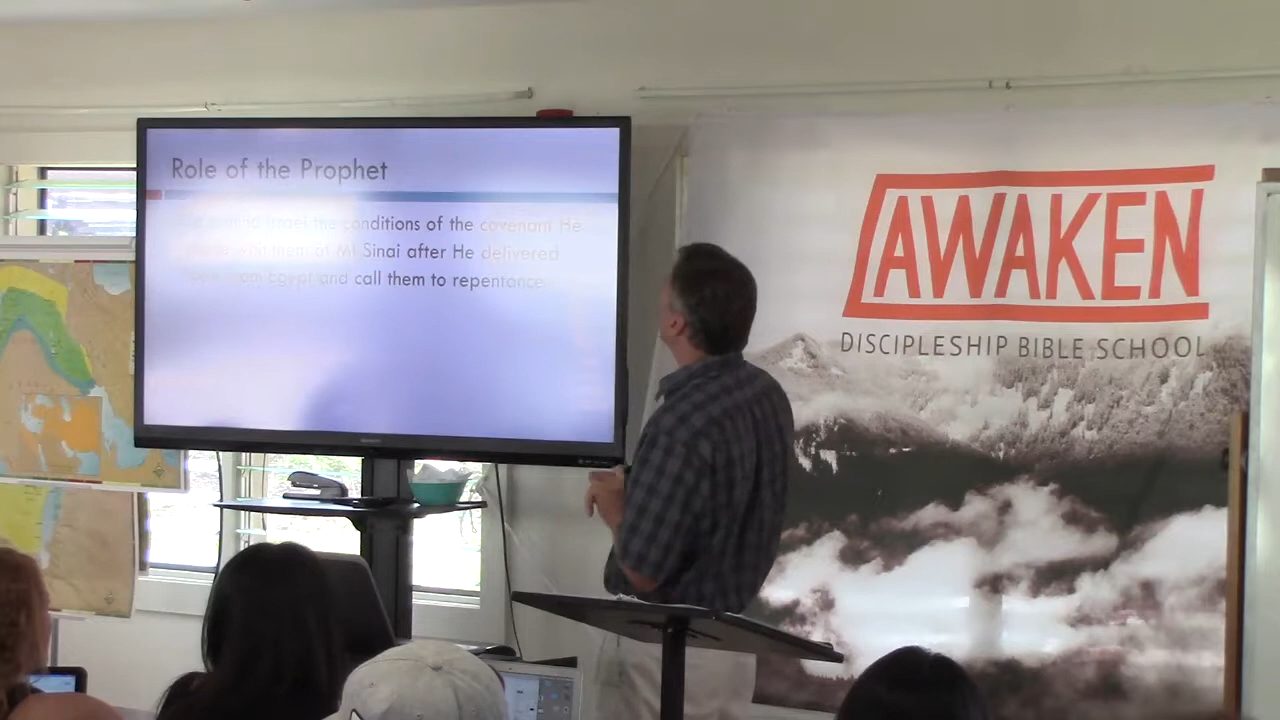 Role of the Prophet
Israel the conditions of the covenant He
them at Mt Sinai after He delivered
Egypt and call them to repentance
AWAKEN
DISCIPLESHIP BIBLE SCHOOL